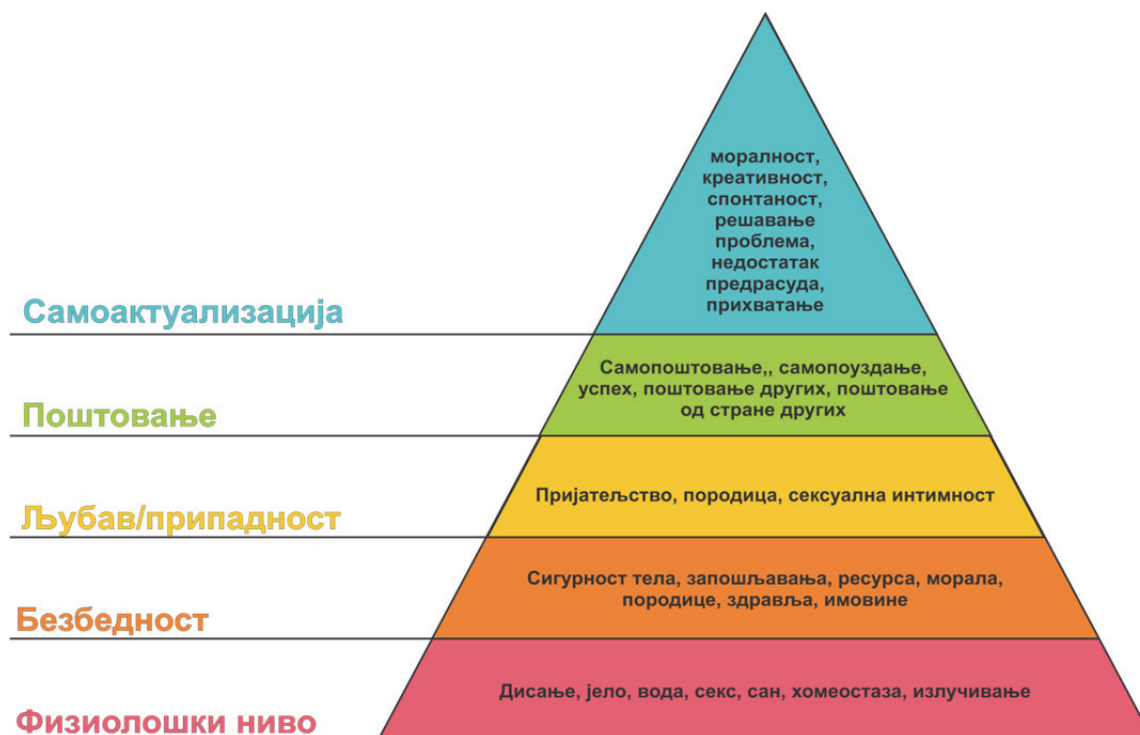 моралност,
креативност,
спонтаност,
решавање
проблема,
недостатак
предрасуда,
прихватање
Самоактуализација
Самопоштовање,, самопоуздање,
успех, поштовање других, поштовање
од стране других
Поштовање
Пријатељство, породица, сексуална интимност
Љубав/припадност
Сигурност тела, запошљавања, ресурса, морала,
породице, здравља, имовине
Безбедност
Дисање, јело, вода, секс, сан, хомеостаза, излучивање
Физиолошки ниво